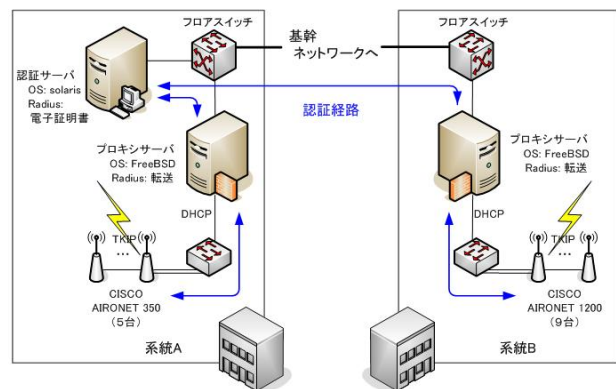 フロアスイッチ
基幹
ネットワークへ
フロアスイッチ
認証サーバ
OS: solaris
Radius:
電子証明書
認証経路
プロキシサーバ
OS: FreeBSD
Radius: 転送
プロキシサーバ
OS: FreeBSD
Radius: 転送
DHCP
DHCP
TKIP
...
TKIP
...
CISCO
AIRONET 350
(5台)
CISCO
AIRONET 1200
(9台)
系統A
系統B